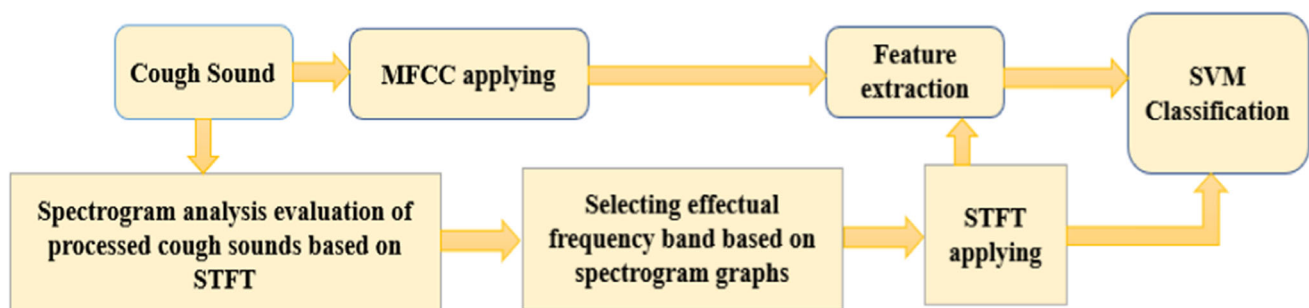 Cough Sound
MFCC applying
Feature
extraction
SVM
Classification
Spectrogram analysis evaluation of
processed cough sounds based on
STFT
Selecting effectual
frequency band based on
spectrogram graphs
STFT
applying